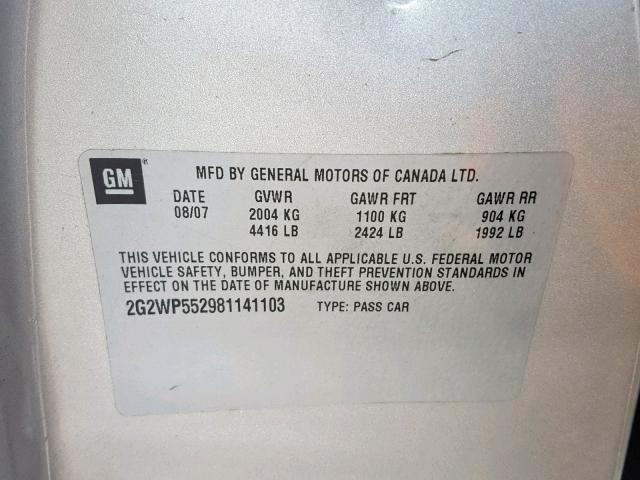 GM
®
MFD BY GENERAL MOTORS OF CANADA LTD.
DATE GVWR GAWR FRT GAWR RR
08/07 2004 KG 1100 KG 904 KG
4416 LB 2424 LB 1992 LB
THIS VEHICLE CONFORMS TO ALL APPLICABLE U.S. FEDERAL MOTOR
VEHICLE SAFETY, BUMPER, AND THEFT PREVENTION STANDARDS IN
EFFECT ON THE DATE OF MANUFACTURE SHOWN ABOVE.
2G2WP552981141103 TYPE: PASS CAR